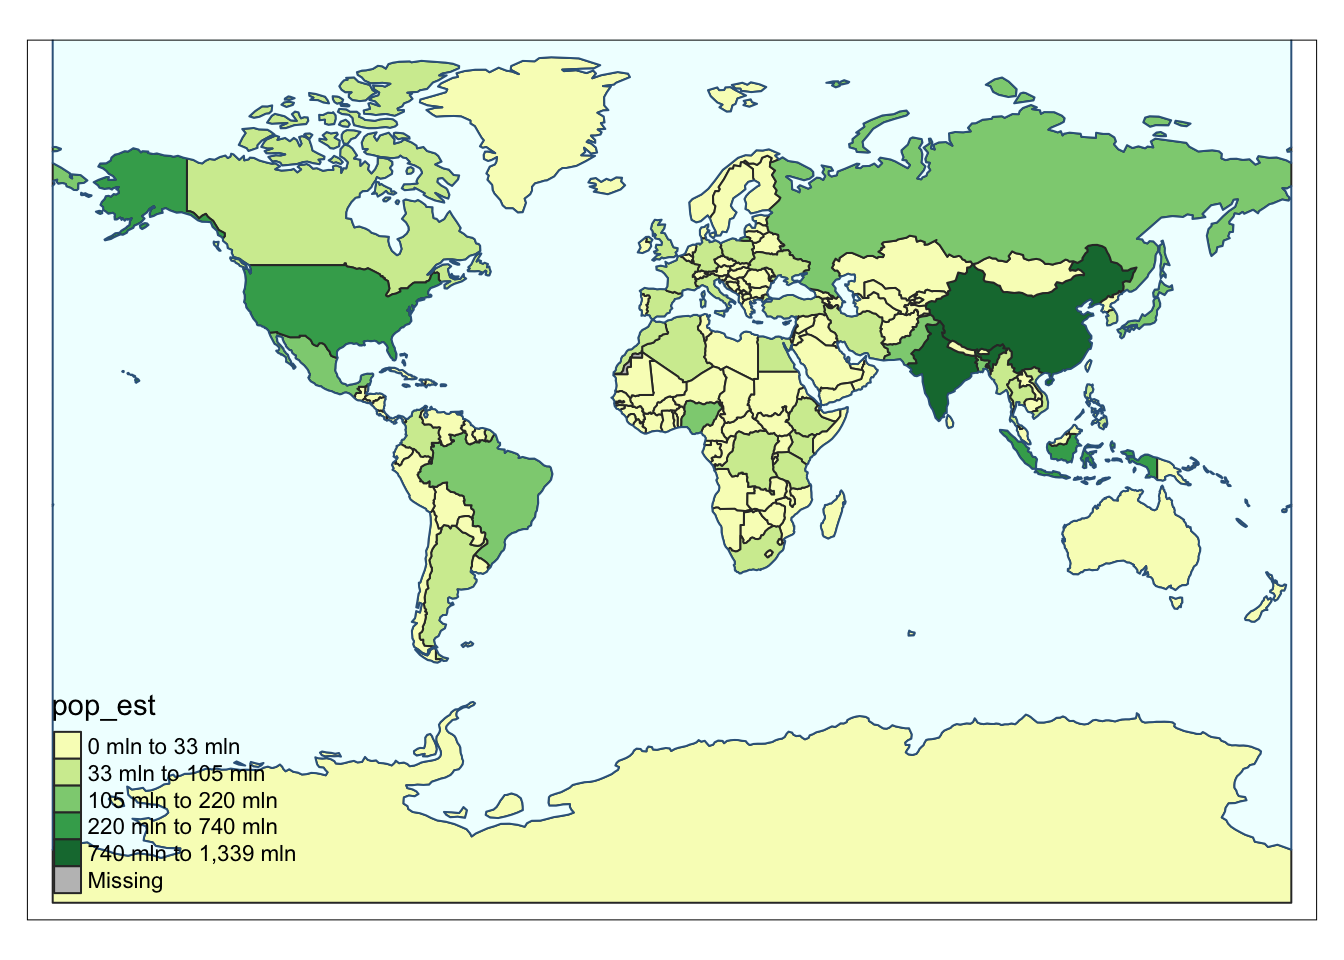 pop_est
0 mln to 33 mln
33 mln to 105 mln
105 mln to 220 mln
220 mln to 740 mln
740 mln to 1,339 mln
Missing